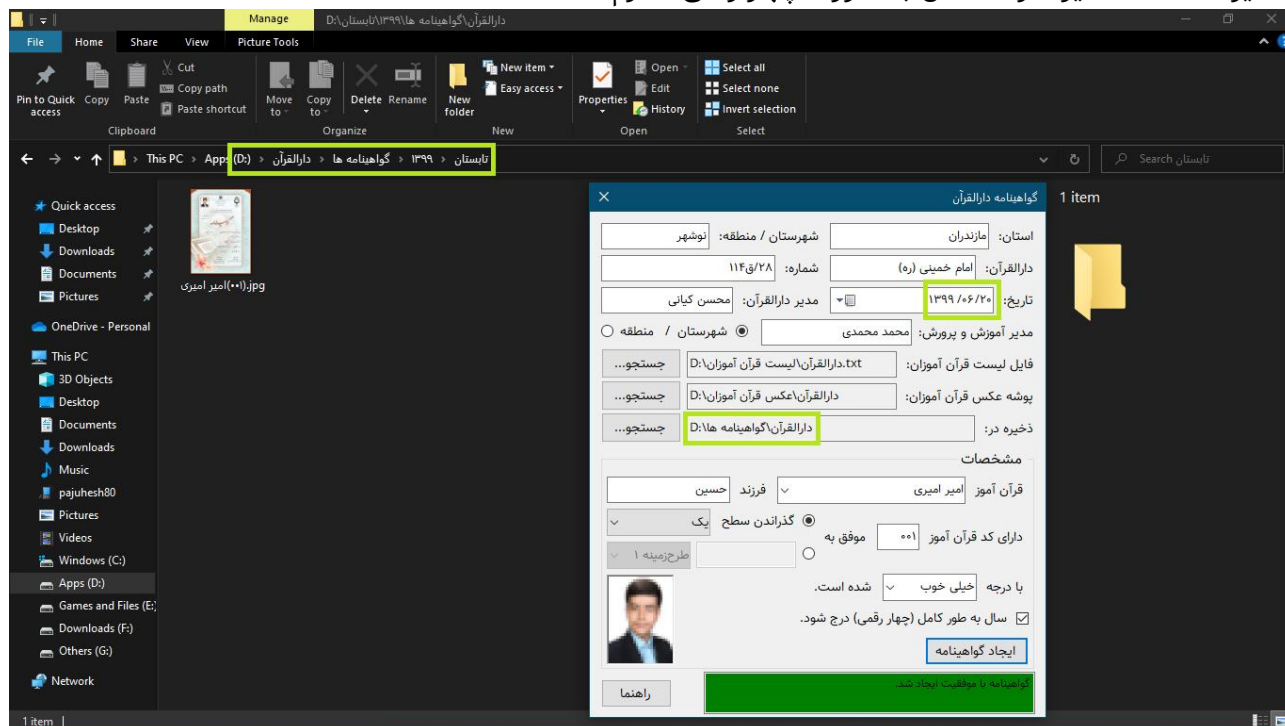 Manage
D:\دارالقرآن\گواهینامه ها\۱۳۹۹\تابستان
File Home Share View Picture Tools
Pin to Quick access
Copy
Paste
Cut
Copy path
Paste shortcut
Move to
Copy to
Delete
Rename
New folder
New item
Easy access
Properties
Open
Edit
History
Select all
Select none
Invert selection
Clipboard Organize New Open Select
This PC › Apps (D:) › دارالقرآن › گواهینامه ها › ۱۳۹۹ › تابستان
Search تابستان
Quick access
Desktop
Downloads
Documents
Pictures
OneDrive - Personal
This PC
3D Objects
Desktop
Documents
Downloads
Music
pajuhesh80
Pictures
Videos
Windows (C:)
Apps (D:)
Games and Files (E:)
Downloads (F:)
Others (G:)
Network
1 item
امیر امیری(۰۰۱).jpg
1 item
گواهینامه دارالقرآن
استان: مازندران شهرستان / منطقه: نوشهر
دارالقرآن: امام خمینی (ره) شماره: ۱۱۴ق/۲۸
تاریخ: ۱۳۹۹/۰۶/۲۰ مدیر دارالقرآن: محسن کیانی
مدیر آموزش و پرورش: محمد محمدی شهرستان / منطقه
فایل لیست قرآن آموزان: D:\دارالقرآن\لیست قرآن آموزان.txt جستجو...
پوشه عکس قرآن آموزان: D:\دارالقرآن\عکس قرآن آموزان جستجو...
ذخیره در: D:\دارالقرآن\گواهینامه ها جستجو...
مشخصات
قرآن آموز امیر امیری فرزند حسین
دارای کد قرآن آموز ۰۰۱ موفق به گذراندن سطح یک
طرح‌زمینه ۱
با درجه خیلی خوب شده است.
سال به طور کامل (چهار رقمی) درج شود.
ایجاد گواهینامه
گواهینامه با موفقیت ایجاد شد.
راهنما